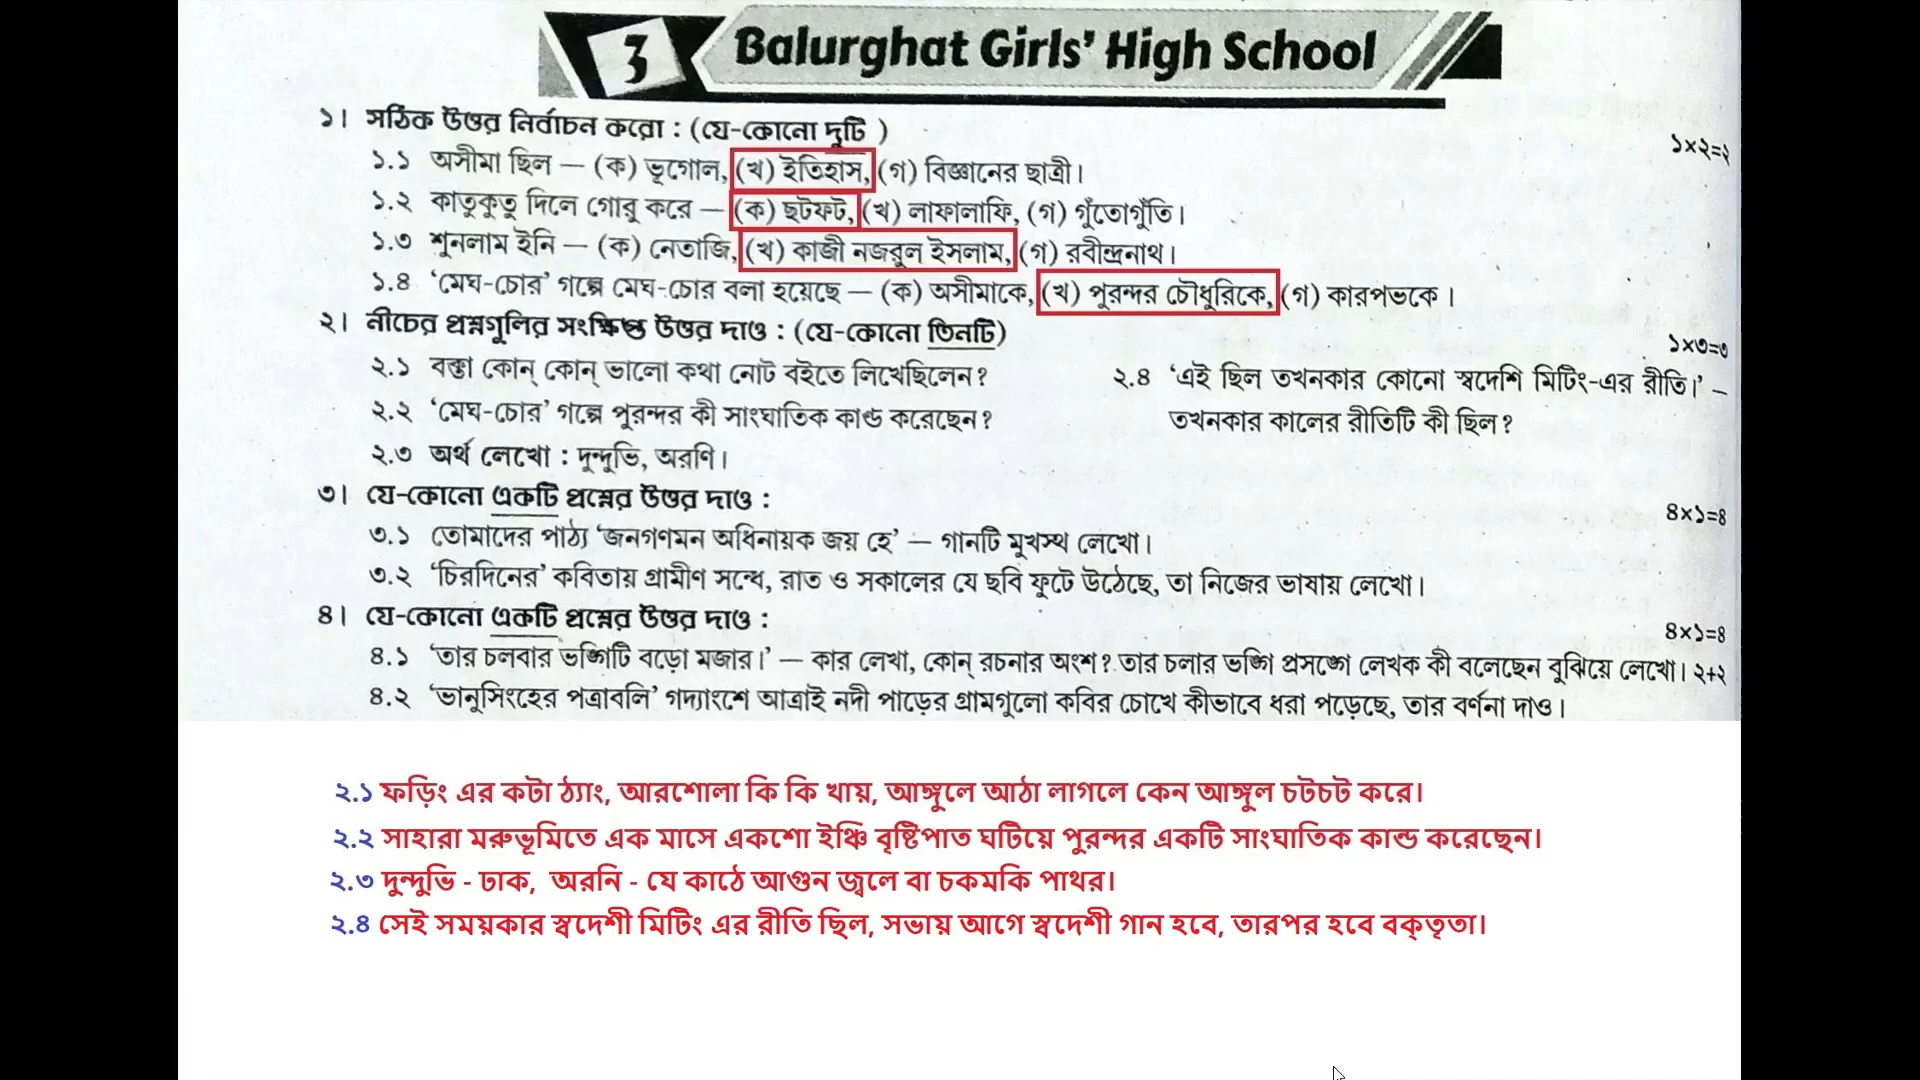 3 Balurghat Girls' High School
১। সঠিক উত্তর নির্বাচন করো : (যে-কোনো দুটি ) ১×২=২
১.১ অসীমা ছিল — (ক) ভূগোল, (খ) ইতিহাস, (গ) বিজ্ঞানের ছাত্রী।
১.২ কাতুকুতু দিলে গোরু করে — (ক) ছটফট, (খ) লাফালাফি, (গ) গুঁতোগুঁতি।
১.৩ শুনলাম ইনি — (ক) নেতাজি, (খ) কাজী নজরুল ইসলাম, (গ) রবীন্দ্রনাথ।
১.৪ ‘মেঘ-চোর’ গল্পে মেঘ-চোর বলা হয়েছে — (ক) অসীমাকে, (খ) পুরন্দর চৌধুরিকে, (গ) কারপভকে।
২। নীচের প্রশ্নগুলির সংক্ষিপ্ত উত্তর দাও : (যে-কোনো তিনটি) ১×৩=৩
২.১ বক্তা কোন্ কোন্ ভালো কথা নোট বইতে লিখেছিলেন?
২.২ ‘মেঘ-চোর’ গল্পে পুরন্দর কী সাংঘাতিক কাণ্ড করেছেন?
২.৩ অর্থ লেখো : দুন্দুভি, অরণি।
২.৪ ‘এই ছিল তখনকার কোনো স্বদেশি মিটিং-এর রীতি।’ –
তখনকার কালের রীতিটি কী ছিল?
৩। যে-কোনো একটি প্রশ্নের উত্তর দাও : ৪×১=৪
৩.১ তোমাদের পাঠ্য ‘জনগণমন অধিনায়ক জয় হে’ — গানটি মুখস্থ লেখো।
৩.২ ‘চিরদিনের’ কবিতায় গ্রামীণ সন্ধে, রাত ও সকালের যে ছবি ফুটে উঠেছে, তা নিজের ভাষায় লেখো।
৪। যে-কোনো একটি প্রশ্নের উত্তর দাও : ৪×১=৪
৪.১ ‘তার চলবার ভঙ্গিটি বড়ো মজার।’ — কার লেখা, কোন্ রচনার অংশ? তার চলার ভঙ্গি প্রসঙ্গে লেখক কী বলেছেন বুঝিয়ে লেখো। ২+২
৪.২ ‘ভানুসিংহের পত্রাবলি’ গদ্যাংশে আত্রাই নদী পাড়ের গ্রামগুলো কবির চোখে কীভাবে ধরা পড়েছে, তার বর্ণনা দাও।
২.১ ফড়িং এর কটা ঠ্যাং, আরশোলা কি কি খায়, আঙ্গুলে আঠা লাগলে কেন আঙ্গুল চটচট করে।
২.২ সাহারা মরুভূমিতে এক মাসে একশো ইঞ্চি বৃষ্টিপাত ঘটিয়ে পুরন্দর একটি সাংঘাতিক কান্ড করেছেন।
২.৩ দুন্দুভি - ঢাক, অরনি - যে কাঠে আগুন জ্বলে বা চকমকি পাথর।
২.৪ সেই সময়কার স্বদেশী মিটিং এর রীতি ছিল, সভায় আগে স্বদেশী গান হবে, তারপর হবে বক্তৃতা।